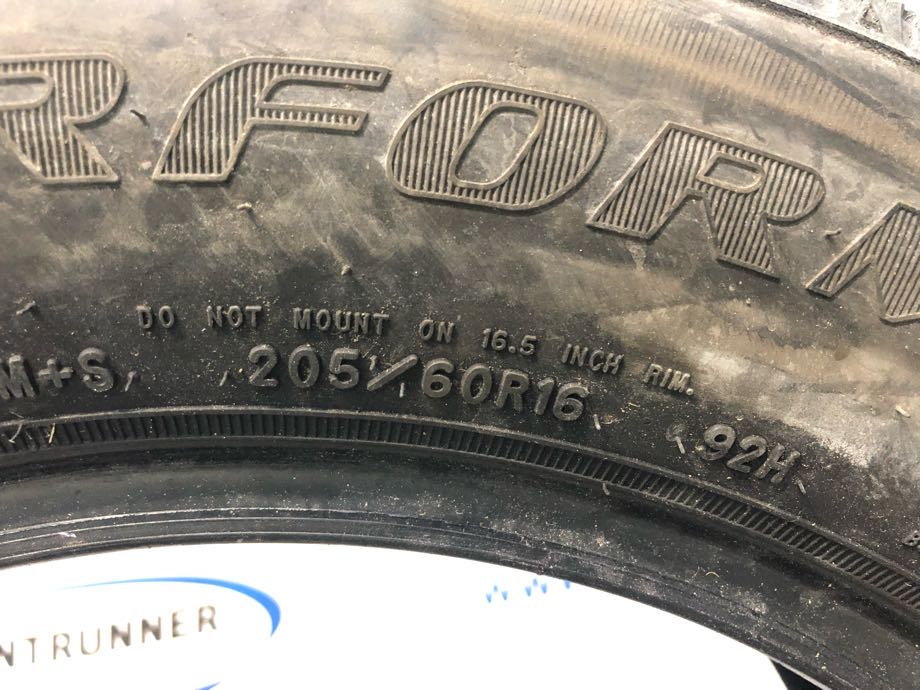 RFORM
DO NOT MOUNT ON 16.5 INCH RIM.
M+S 205/60R16 92H
NTRUNNER